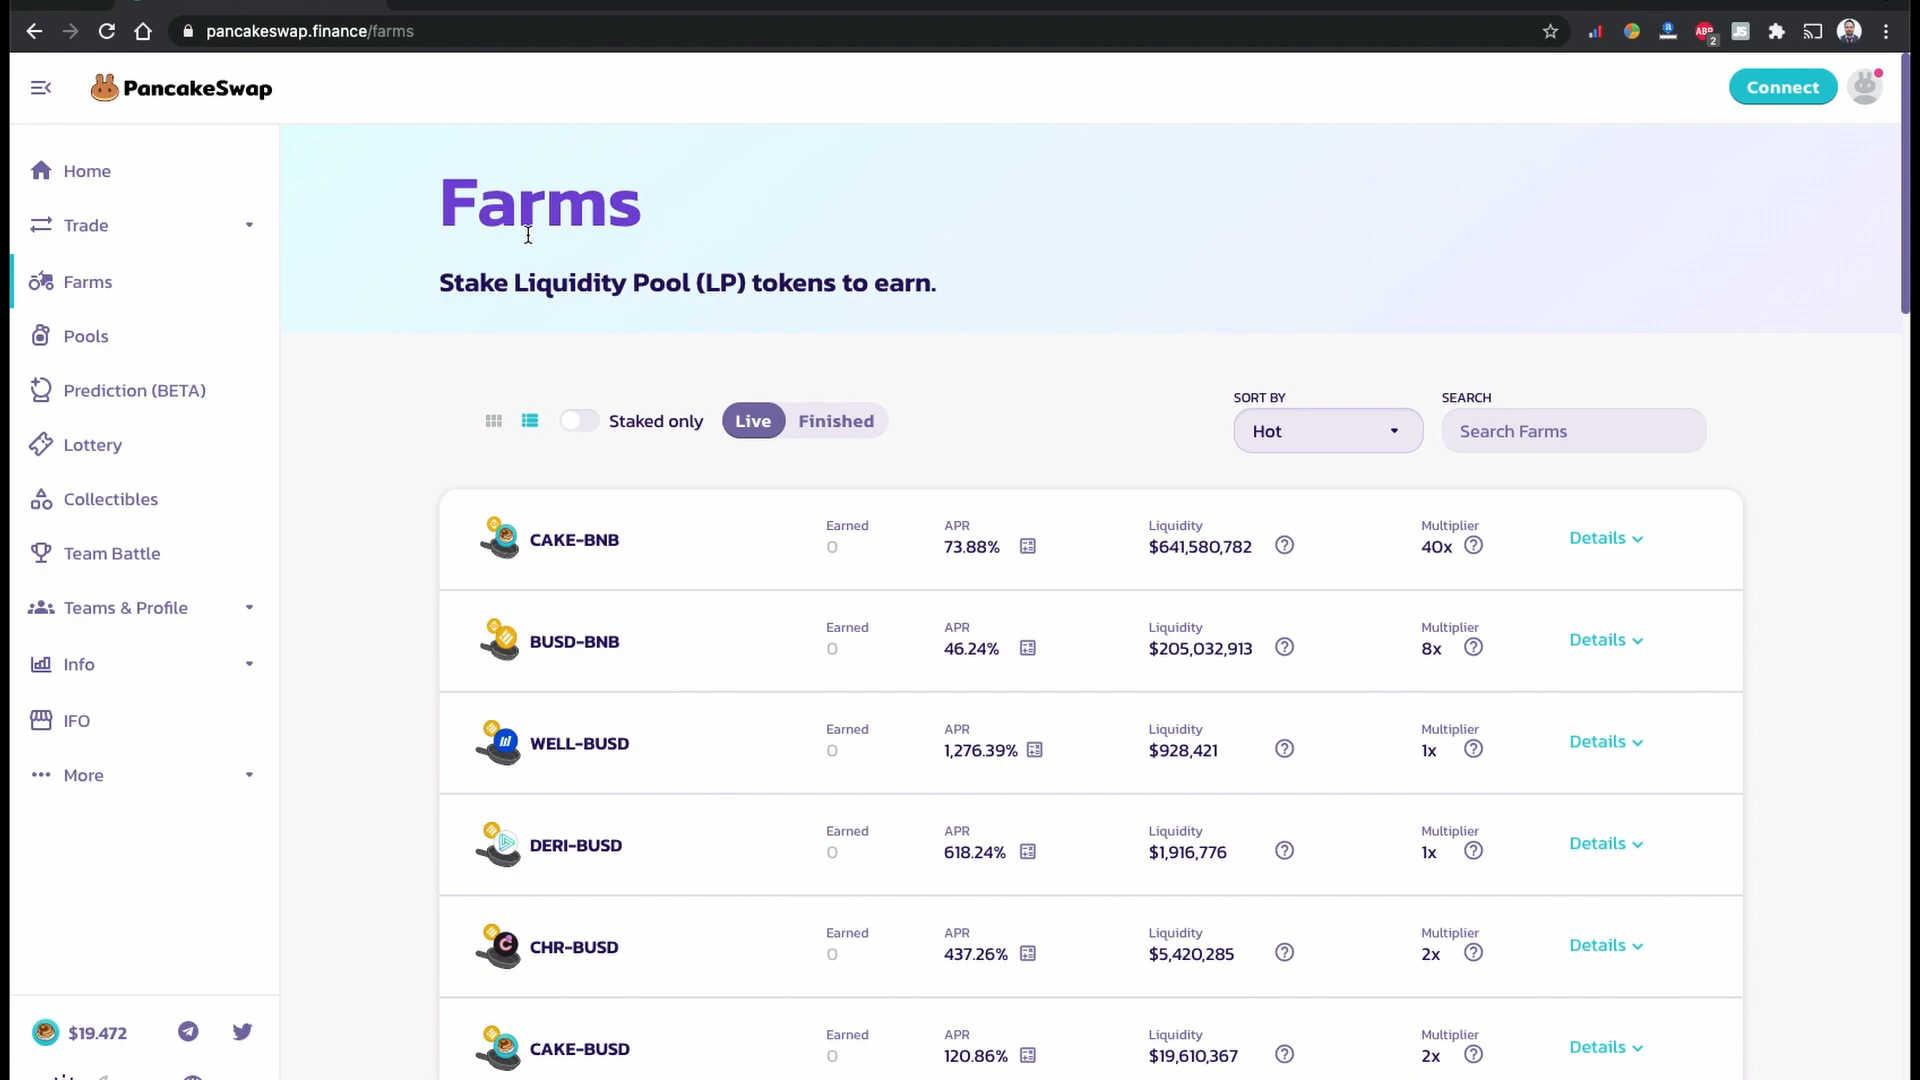 pancakeswap.finance/farms
ABP
2
JS
PancakeSwap
Connect
Home
Trade
Farms
Pools
Prediction (BETA)
Lottery
Collectibles
Team Battle
Teams & Profile
Info
IFO
More
$19.472
Farms
Stake Liquidity Pool (LP) tokens to earn.
Staked only
Live
Finished
SORT BY
Hot
SEARCH
Search Farms
CAKE-BNB
Earned
0
APR
73.88%
Liquidity
$641,580,782
Multiplier
40x
Details
BUSD-BNB
Earned
0
APR
46.24%
Liquidity
$205,032,913
Multiplier
8x
Details
WELL-BUSD
Earned
0
APR
1,276.39%
Liquidity
$928,421
Multiplier
1x
Details
DERI-BUSD
Earned
0
APR
618.24%
Liquidity
$1,916,776
Multiplier
1x
Details
CHR-BUSD
Earned
0
APR
437.26%
Liquidity
$5,420,285
Multiplier
2x
Details
CAKE-BUSD
Earned
0
APR
120.86%
Liquidity
$19,610,367
Multiplier
2x
Details